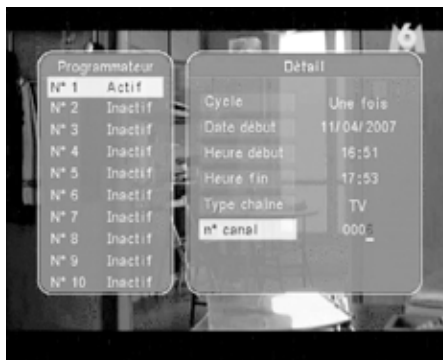 M6
Programmateur
N° 1 Actif
N° 2 Inactif
N° 3 Inactif
N° 4 Inactif
N° 5 Inactif
N° 6 Inactif
N° 7 Inactif
N° 8 Inactif
N° 9 Inactif
N° 10 Inactif
Détail
Cycle Une fois
Date début 11/04/2007
Heure début 16:51
Heure fin 17:53
Type chaîne TV
n° canal 0006